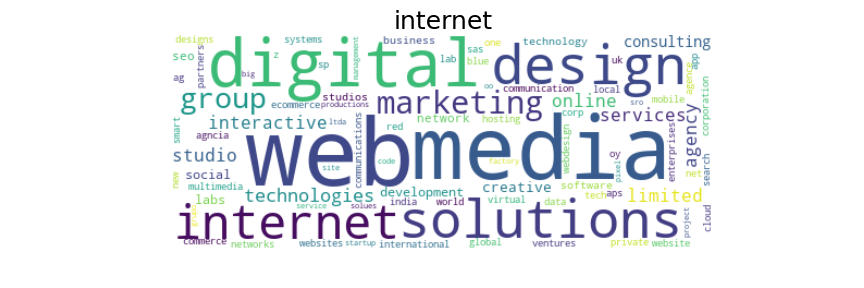 internet
designs systems business one technology consulting
seo partners z sp management lab sas blue uk app
digital design
ag big communication local agence
group ecommerce studios productions marketing online oo sro mobile corporation
smart agncia interactive ltda red network hosting corp services
web media
studio communications code factory webdesign pixel enterprises agency
new social site oy net search
multimedia technologies development creative software aps
labs india world virtual data tech limited
internet service solues solutions project cloud
commerce networks websites startup international global ventures private website